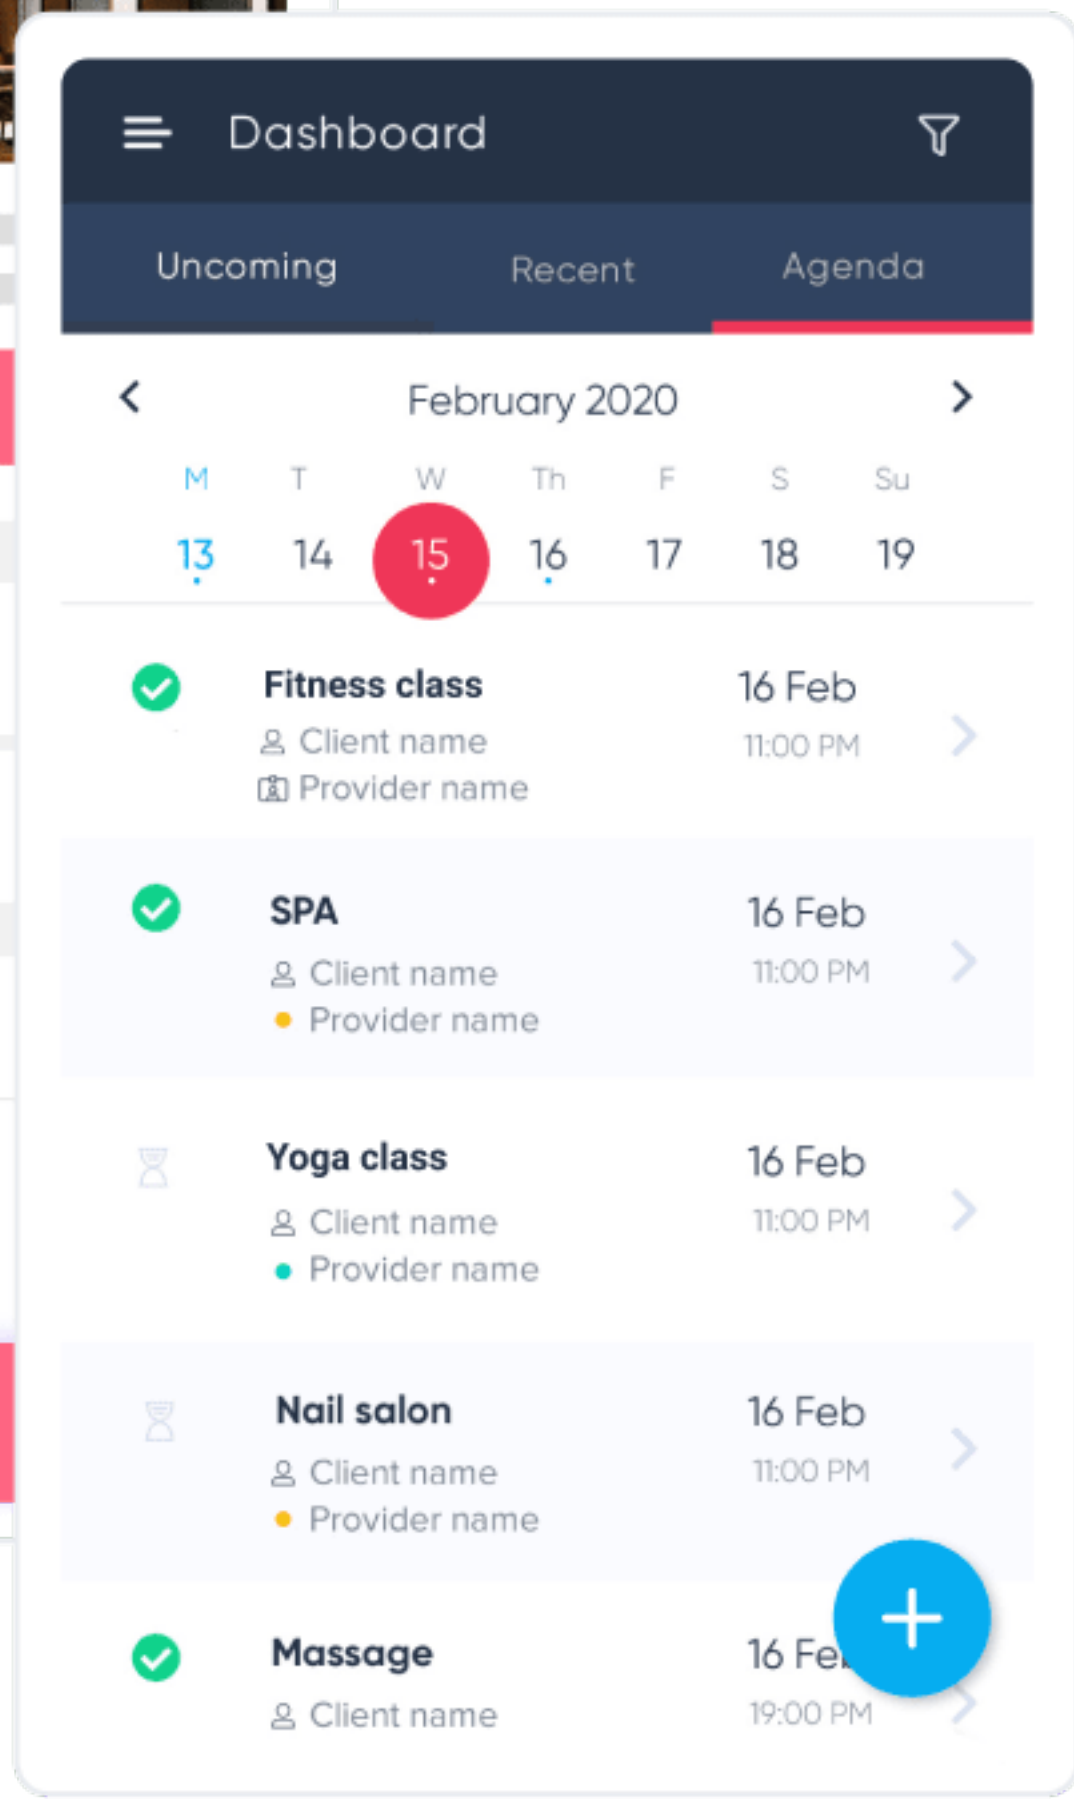 Dashboard
Uncoming Recent Agenda
February 2020
M T W Th F S Su
13 14 15 16 17 18 19
Fitness class 16 Feb
Client name 11:00 PM
Provider name
SPA 16 Feb
Client name 11:00 PM
Provider name
Yoga class 16 Feb
Client name 11:00 PM
Provider name
Nail salon 16 Feb
Client name 11:00 PM
Provider name
Massage 16 Feb
Client name 19:00 PM